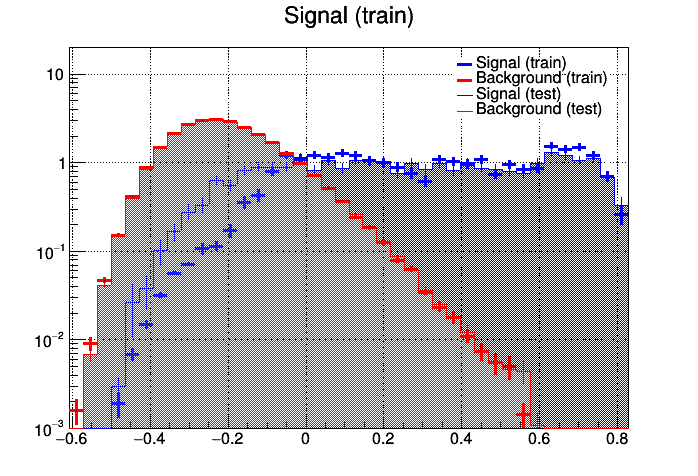 Signal (train)
Signal (train)
Background (train)
Signal (test)
Background (test)
10
1
10⁻¹
10⁻²
10⁻³
−0.6 −0.4 −0.2 0 0.2 0.4 0.6 0.8